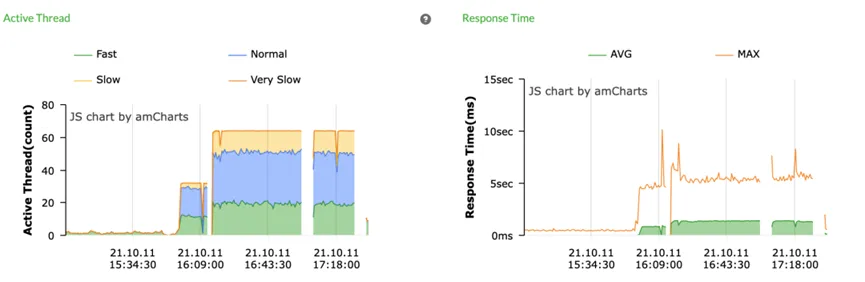 Active Thread
?
Fast
Normal
Slow
Very Slow
Active Thread(count)
80
60
40
20
0
JS chart by amCharts
21.10.11
15:34:30
21.10.11
16:09:00
21.10.11
16:43:30
21.10.11
17:18:00
Response Time
AVG
MAX
Response Time(ms)
15sec
10sec
5sec
0ms
JS chart by amCharts
21.10.11
15:34:30
21.10.11
16:09:00
21.10.11
16:43:30
21.10.11
17:18:00